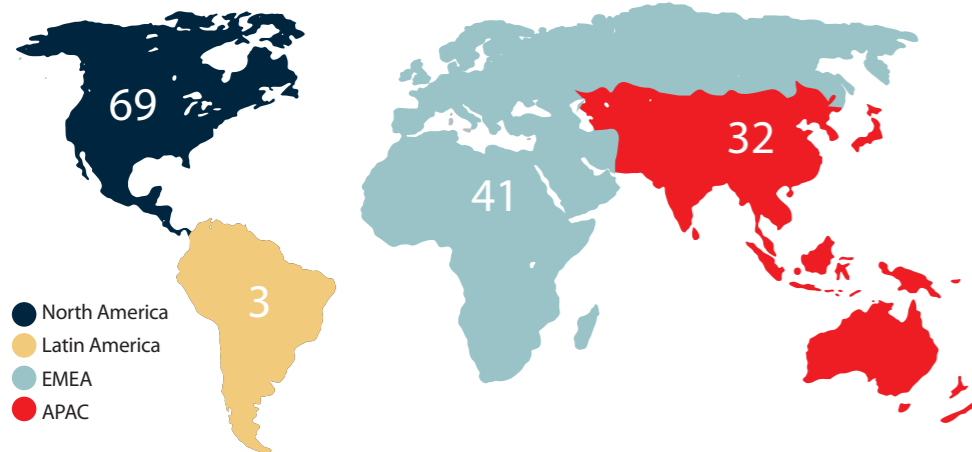 69
32
41
3
North America
Latin America
EMEA
APAC